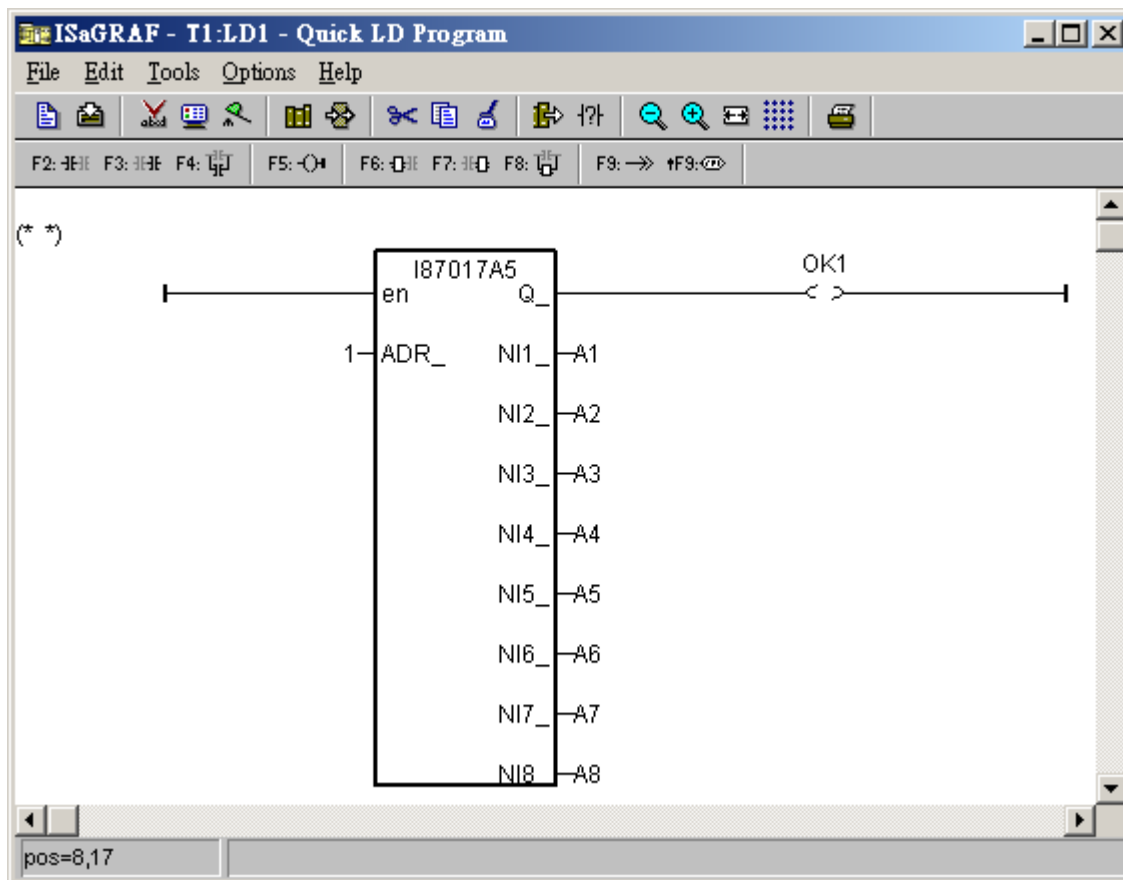 ISaGRAF - T1:LD1 - Quick LD Program
File Edit Tools Options Help
F2: F3: F4: F5: F6: F7: F8: F9: ↑F9:
(* *)
I87017A5 OK1
en Q_
1 ADR_ NI1_ A1
NI2_ A2
NI3_ A3
NI4_ A4
NI5_ A5
NI6_ A6
NI7_ A7
NI8_ A8
pos=8,17